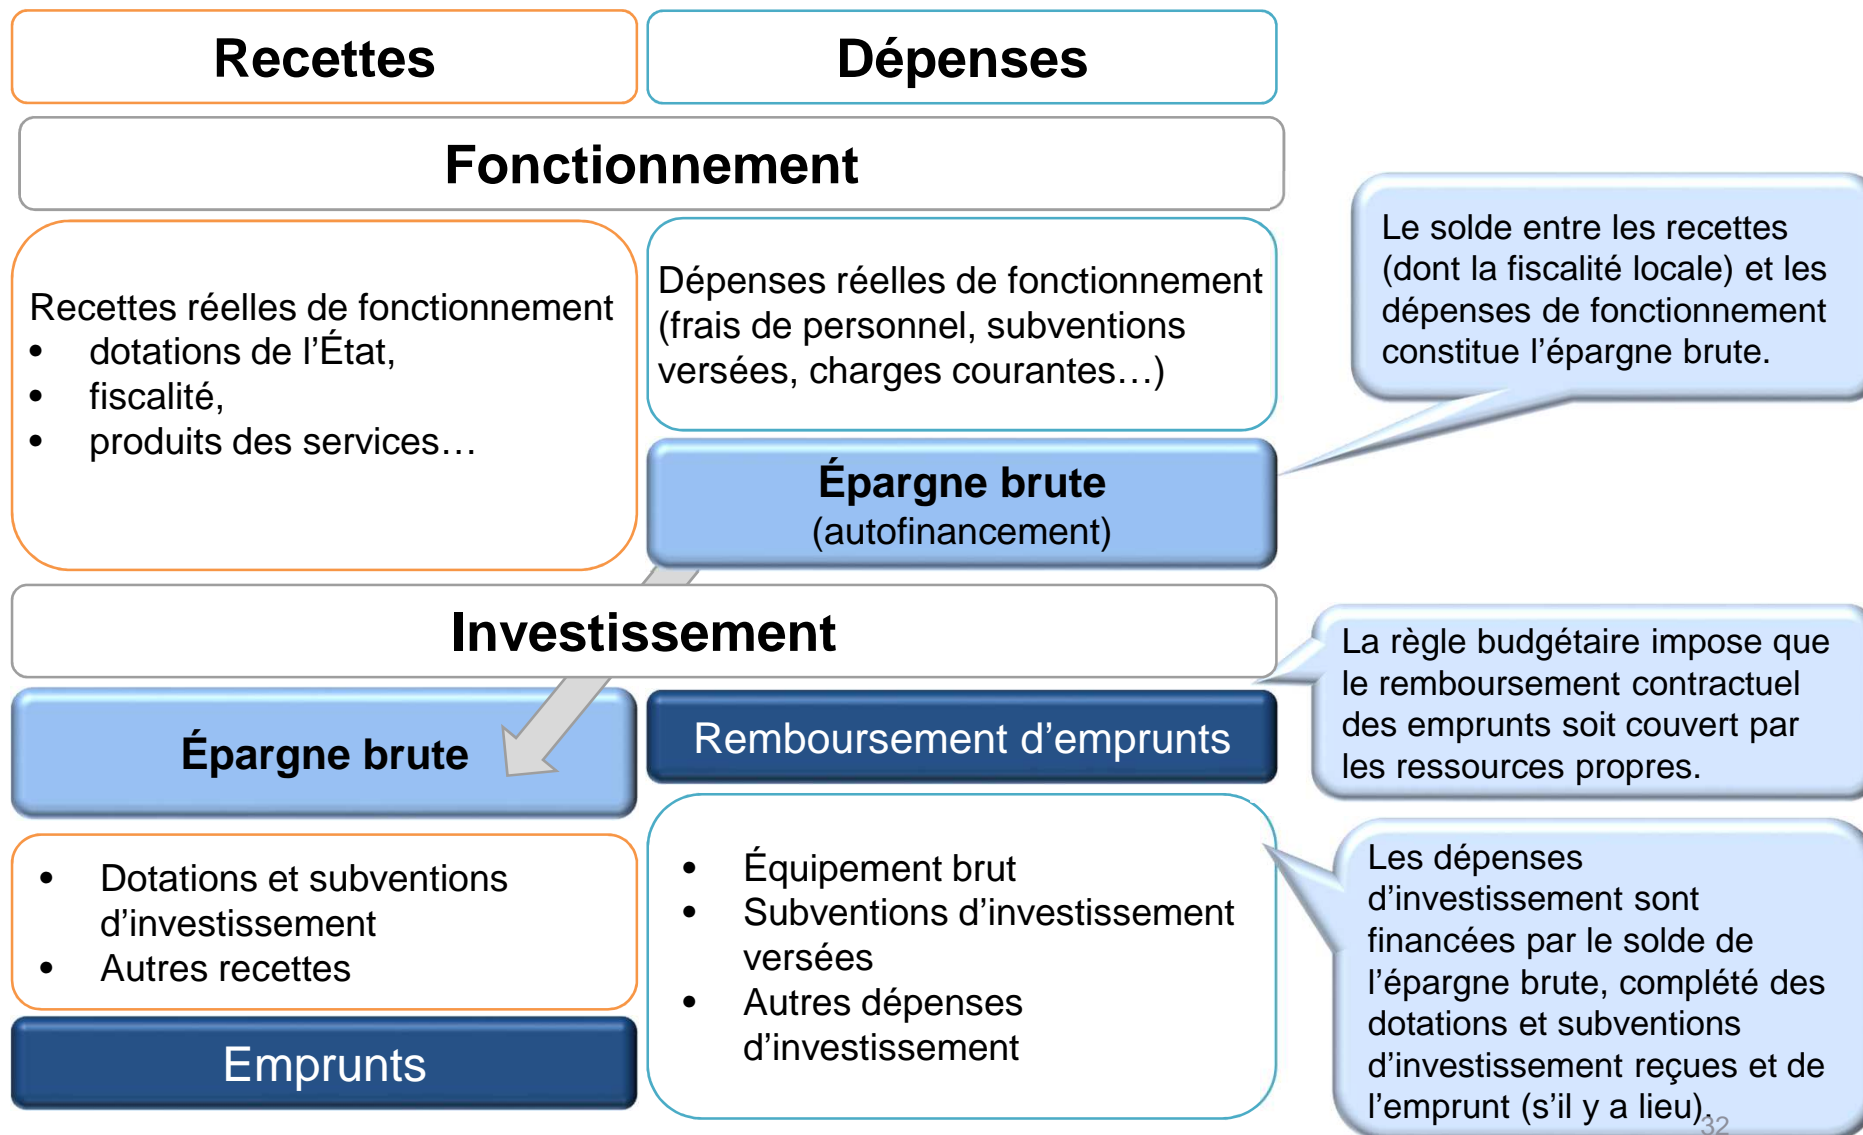 Recettes
Dépenses
Fonctionnement
Recettes réelles de fonctionnement
• dotations de l’État,
• fiscalité,
• produits des services…
Dépenses réelles de fonctionnement
(frais de personnel, subventions
versées, charges courantes…)
Épargne brute
(autofinancement)
Le solde entre les recettes
(dont la fiscalité locale) et les
dépenses de fonctionnement
constitue l’épargne brute.
Investissement
Épargne brute
Remboursement d’emprunts
La règle budgétaire impose que
le remboursement contractuel
des emprunts soit couvert par
les ressources propres.
• Dotations et subventions
d’investissement
• Autres recettes
Emprunts
• Équipement brut
• Subventions d’investissement
versées
• Autres dépenses
d’investissement
Les dépenses
d’investissement sont
financées par le solde de
l’épargne brute, complété des
dotations et subventions
d’investissement reçues et de
l’emprunt (s’il y a lieu).
32